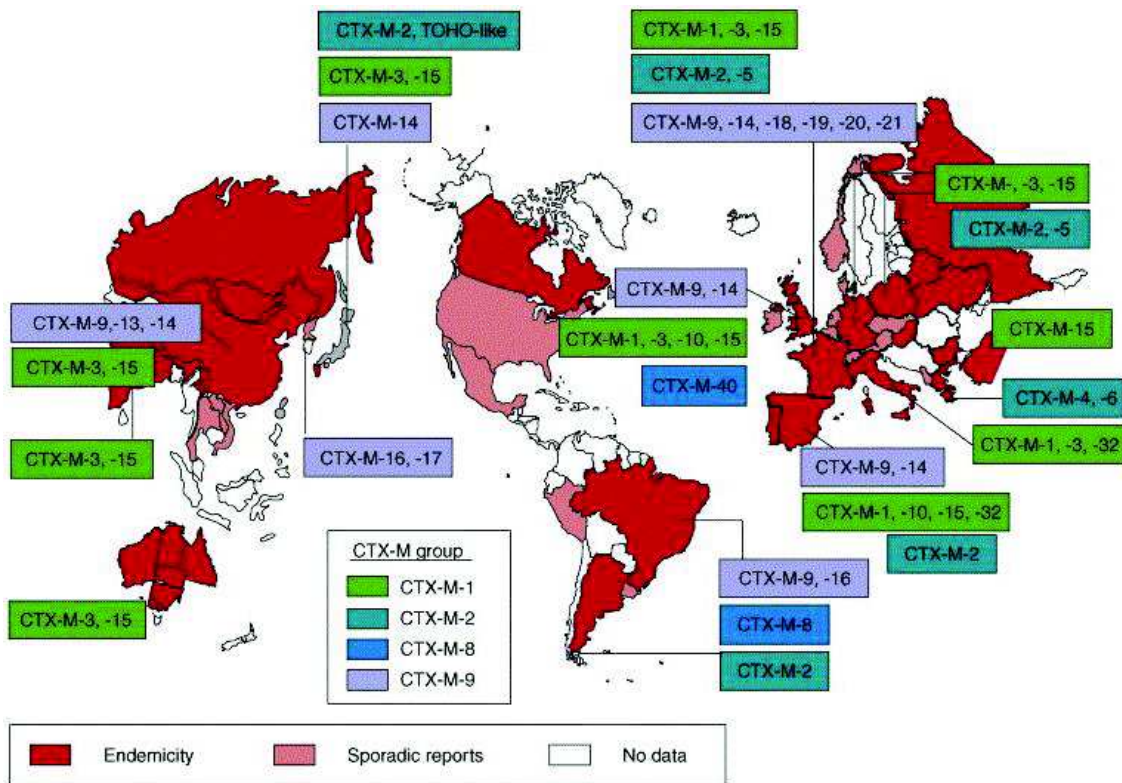 CTX-M-2, TOHO-like
CTX-M-3, -15
CTX-M-14
CTX-M-1, -3, -15
CTX-M-2, -5
CTX-M-9, -14, -18, -19, -20, -21
CTX-M-, -3, -15
CTX-M-2, -5
CTX-M-9,-13, -14
CTX-M-3, -15
CTX-M-3, -15
CTX-M-16, -17
CTX-M-3, -15
CTX-M-9, -14
CTX-M-1, -3, -10, -15
CTX-M-40
CTX-M-15
CTX-M-4, -6
CTX-M-1, -3, -32
CTX-M-9, -14
CTX-M-1, -10, -15, -32
CTX-M-2
CTX-M-9, -16
CTX-M-8
CTX-M-2
CTX-M group
CTX-M-1
CTX-M-2
CTX-M-8
CTX-M-9
Endemicity
Sporadic reports
No data